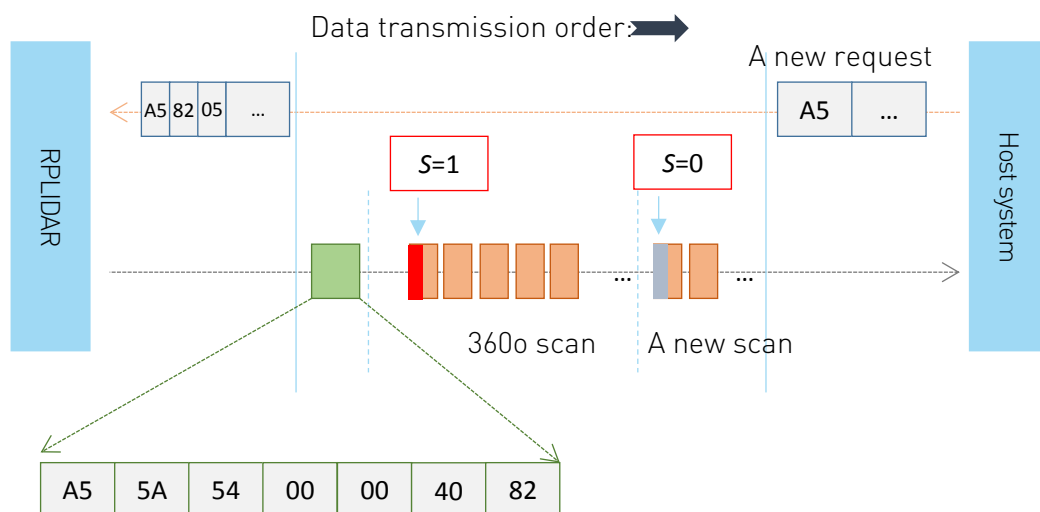 Data transmission order:
A new request
A5 82 05 ...
A5 ...
RPLIDAR
Host system
S=1
S=0
... ...
360o scan
A new scan
A5 5A 54 00 00 40 82